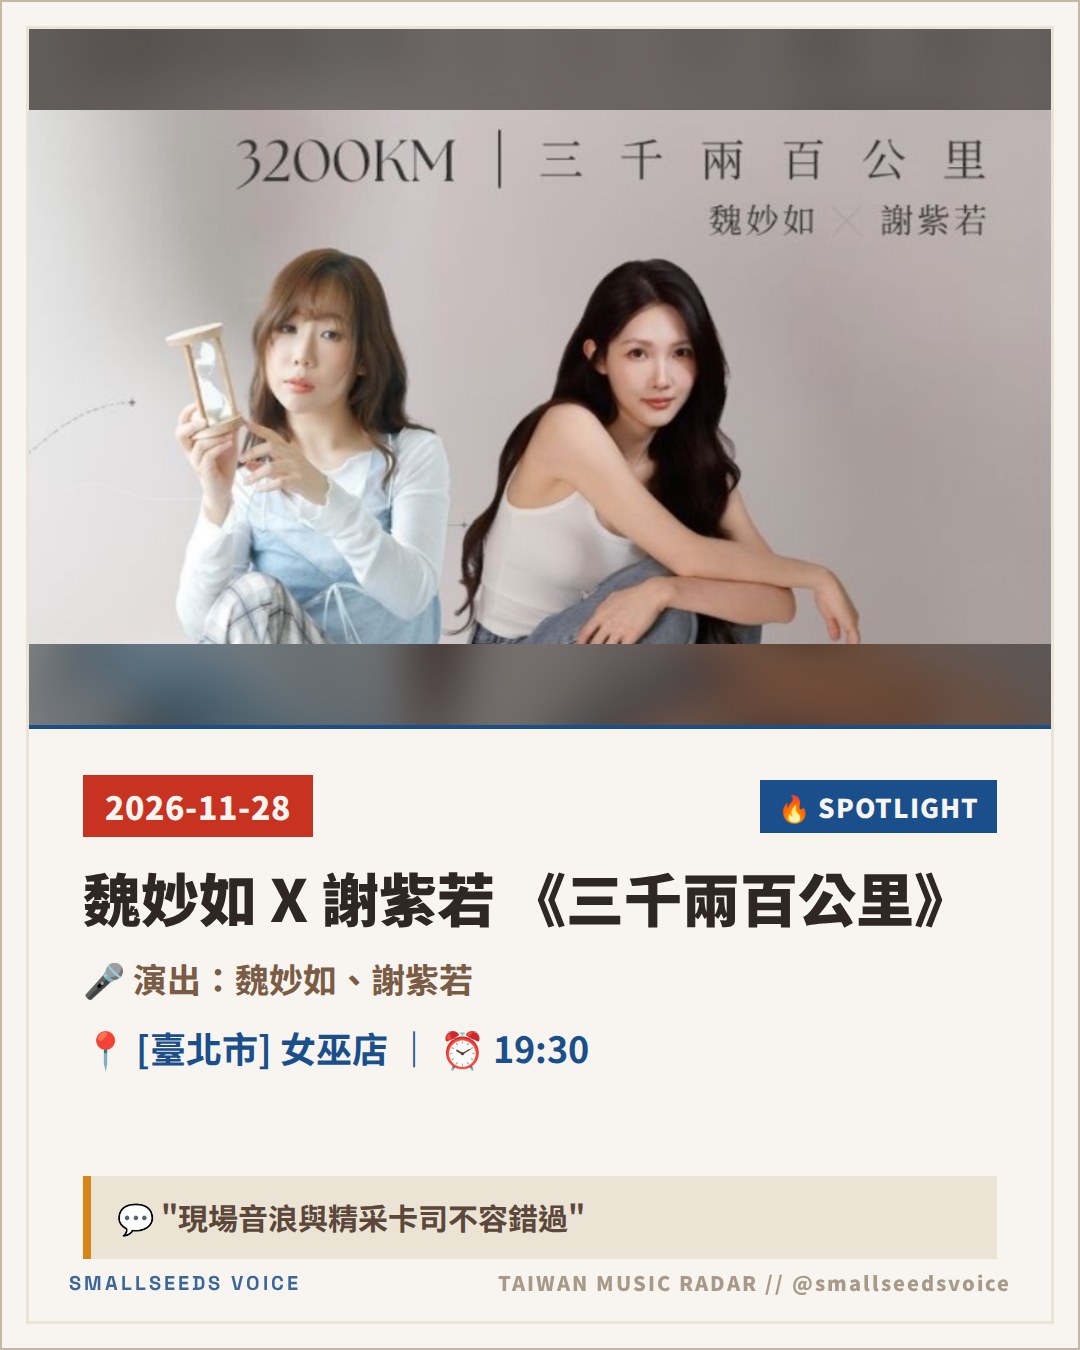 3200KM｜三千兩百公里
魏妙如 × 謝紫若
2026-11-28
🔥 SPOTLIGHT
魏妙如 X 謝紫若 《三千兩百公里》
🎤 演出：魏妙如、謝紫若
📍 [臺北市] 女巫店 ｜ ⏰ 19:30
💬 "現場音浪與精采卡司不容錯過"
SMALLSEEDS VOICE
TAIWAN MUSIC RADAR // @smallseedsvoice